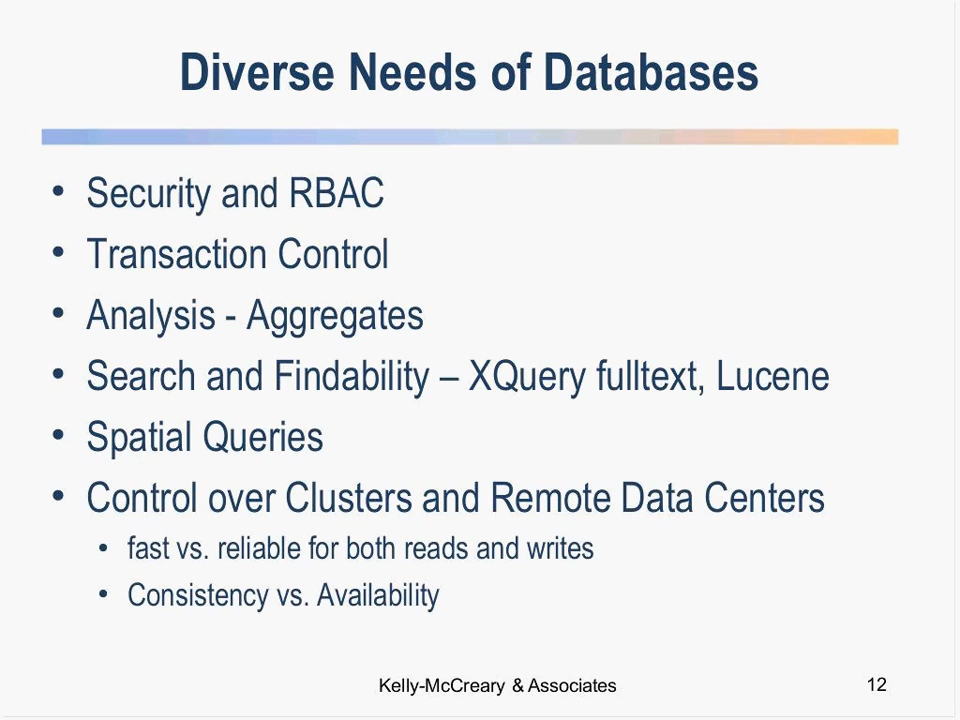 Diverse Needs of Databases
• Security and RBAC
• Transaction Control
• Analysis - Aggregates
• Search and Findability – XQuery fulltext, Lucene
• Spatial Queries
• Control over Clusters and Remote Data Centers
• fast vs. reliable for both reads and writes
• Consistency vs. Availability
Kelly-McCreary & Associates
12